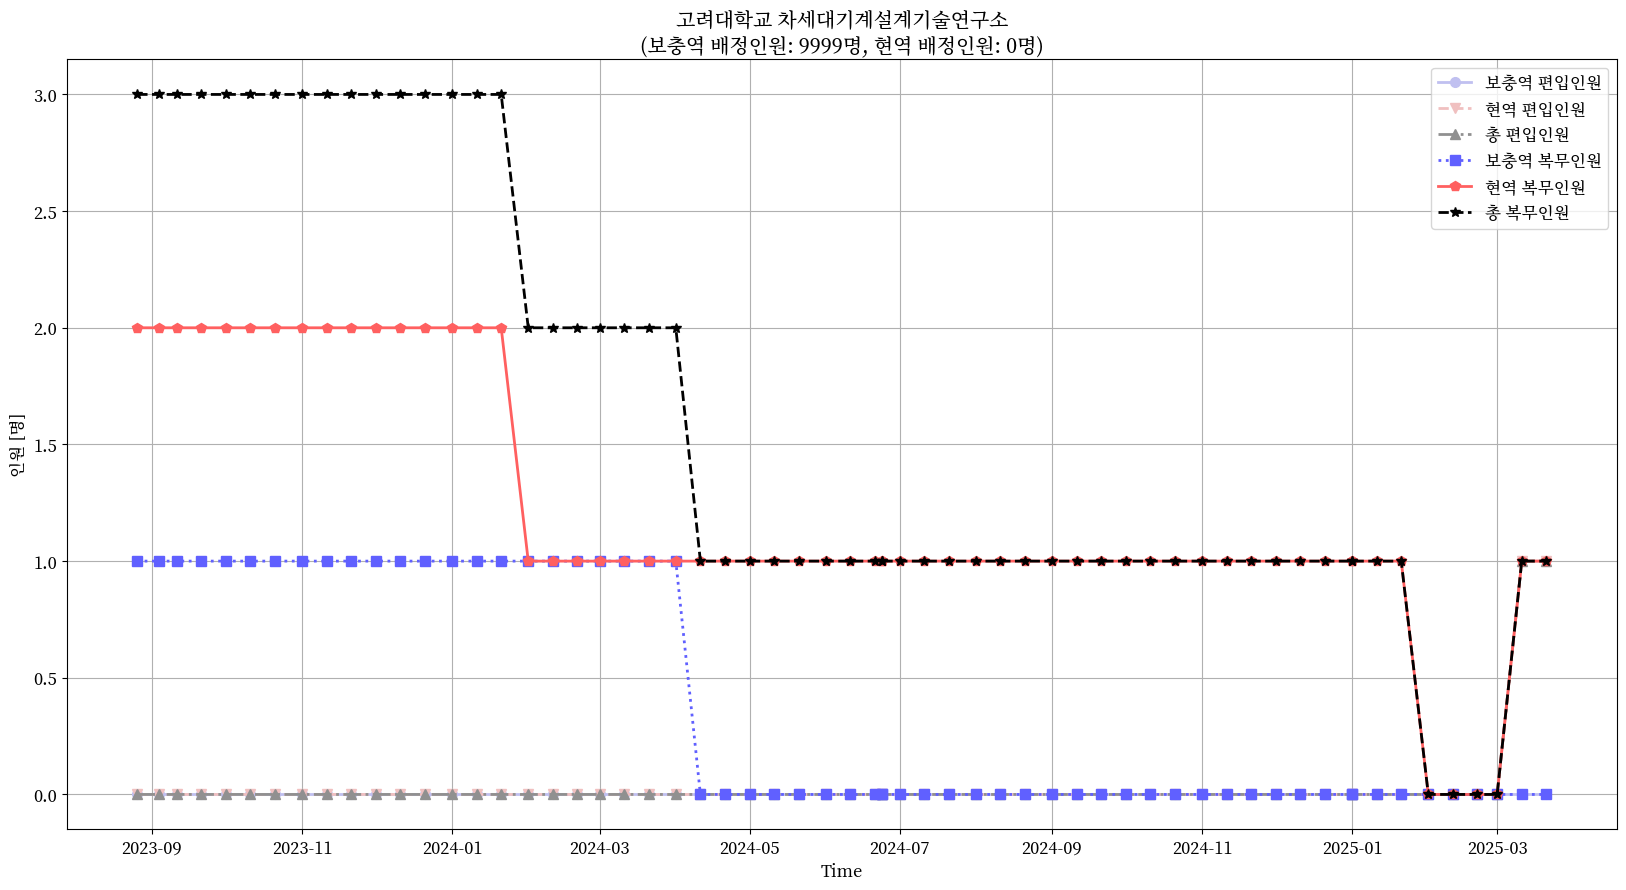 고려대학교 차세대기계설계기술연구소
(보충역 배정인원: 9999명, 현역 배정인원: 0명)
보충역 편입인원
현역 편입인원
총 편입인원
보충역 복무인원
현역 복무인원
총 복무인원
인원 [명]
3.0
2.5
2.0
1.5
1.0
0.5
0.0
2023-09 2023-11 2024-01 2024-03 2024-05 2024-07 2024-09 2024-11 2025-01 2025-03
Time